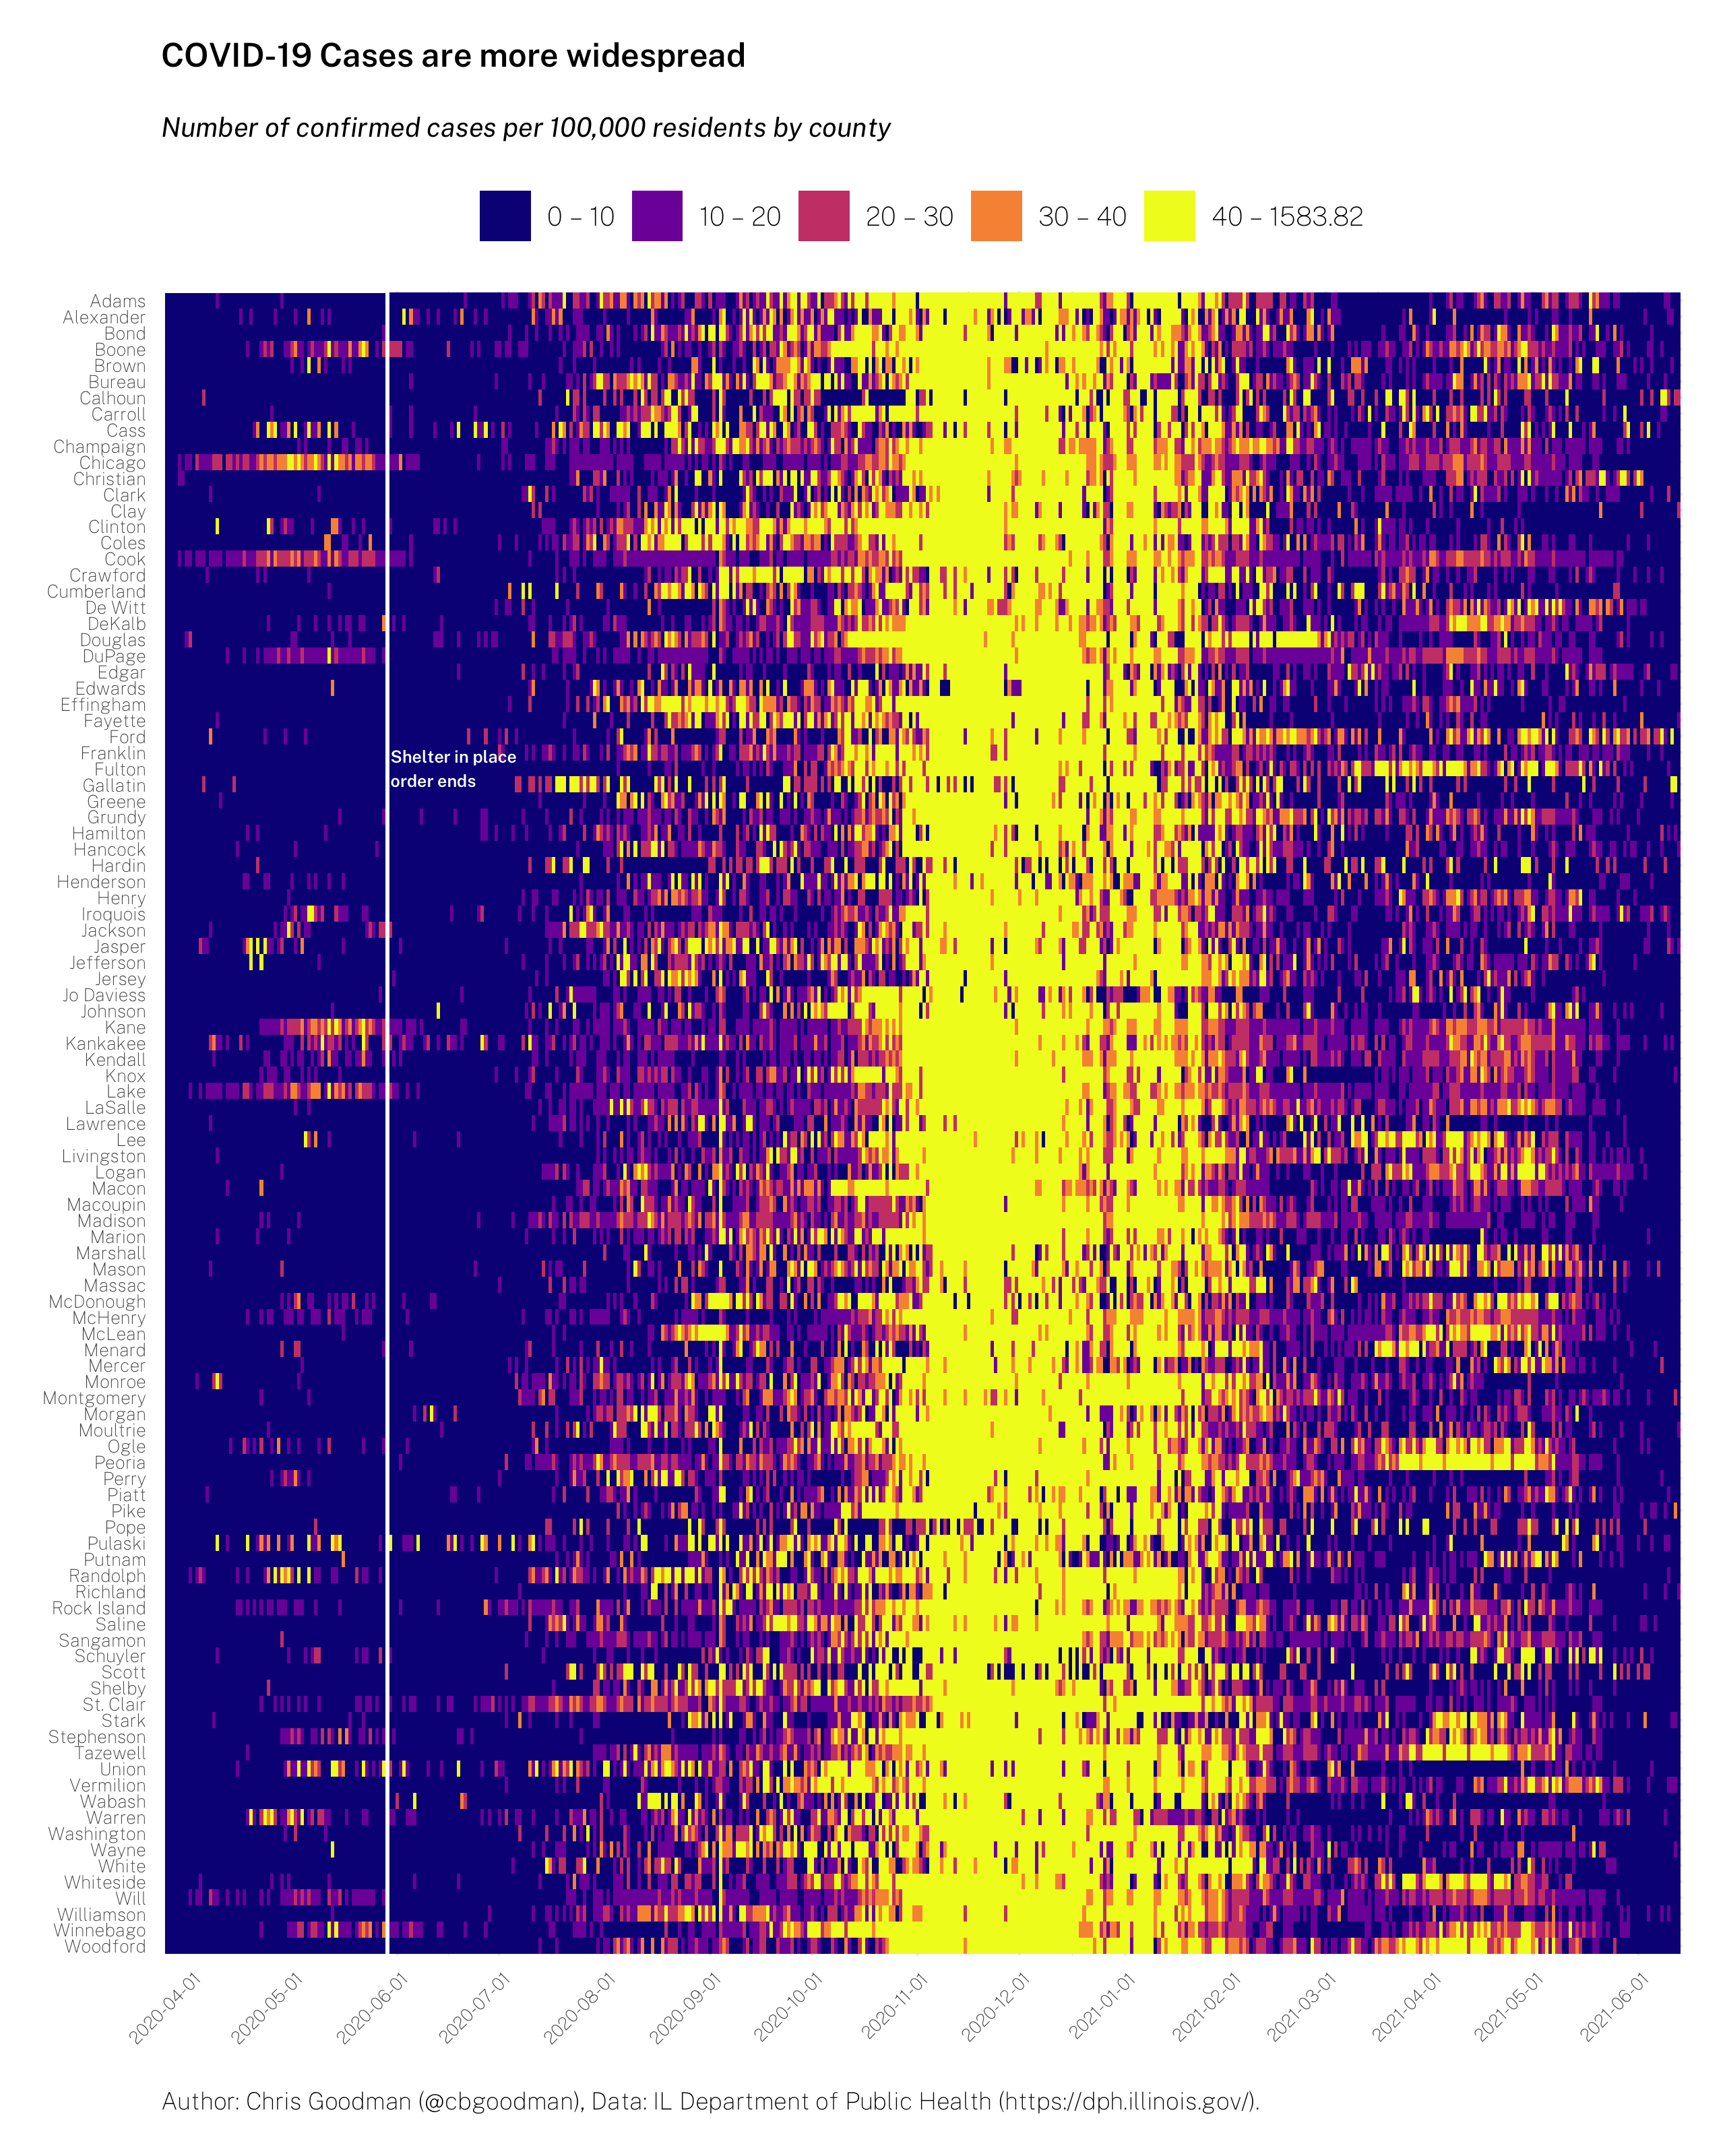 COVID-19 Cases are more widespread
Number of confirmed cases per 100,000 residents by county
0 – 10
10 – 20
20 – 30
30 – 40
40 – 1583.82
Adams
Alexander
Bond
Boone
Brown
Bureau
Calhoun
Carroll
Cass
Champaign
Chicago
Christian
Clark
Clay
Clinton
Coles
Cook
Crawford
Cumberland
De Witt
DeKalb
Douglas
DuPage
Edgar
Edwards
Effingham
Fayette
Ford
Franklin
Fulton
Gallatin
Greene
Grundy
Hamilton
Hancock
Hardin
Henderson
Henry
Iroquois
Jackson
Jasper
Jefferson
Jersey
Jo Daviess
Johnson
Kane
Kankakee
Kendall
Knox
Lake
LaSalle
Lawrence
Lee
Livingston
Logan
Macon
Macoupin
Madison
Marion
Marshall
Mason
Massac
McDonough
McHenry
McLean
Menard
Mercer
Monroe
Montgomery
Morgan
Moultrie
Ogle
Peoria
Perry
Piatt
Pike
Pope
Pulaski
Putnam
Randolph
Richland
Rock Island
Saline
Sangamon
Schuyler
Scott
Shelby
St. Clair
Stark
Stephenson
Tazewell
Union
Vermilion
Wabash
Warren
Washington
Wayne
White
Whiteside
Will
Williamson
Winnebago
Woodford
Shelter in place
order ends
2020-04-01
2020-05-01
2020-06-01
2020-07-01
2020-08-01
2020-09-01
2020-10-01
2020-11-01
2020-12-01
2021-01-01
2021-02-01
2021-03-01
2021-04-01
2021-05-01
2021-06-01
Author: Chris Goodman (@cbgoodman), Data: IL Department of Public Health (https://dph.illinois.gov/).